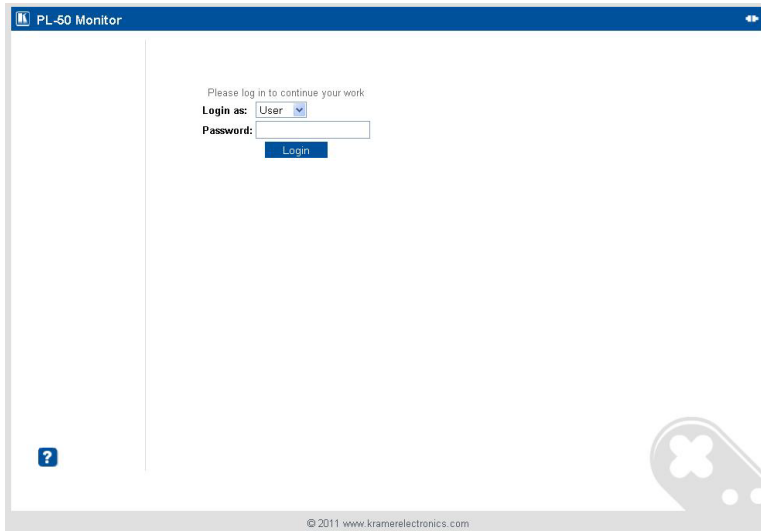 PL-50 Monitor
Please log in to continue your work
Login as: User
Password:
Login
?
© 2011 www.kramerelectronics.com